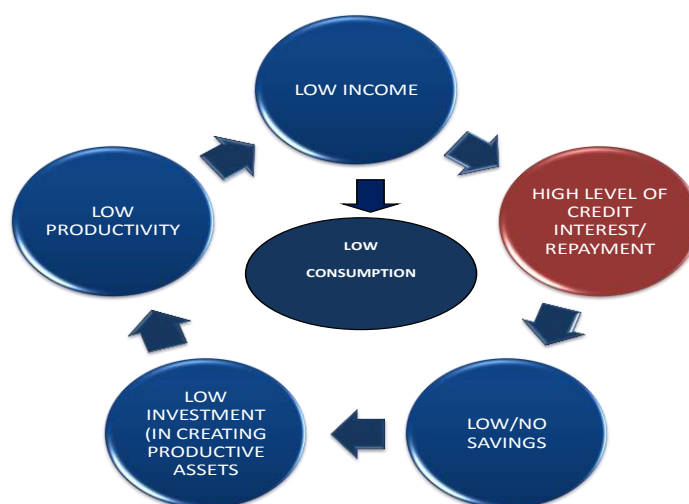 LOW INCOME
HIGH LEVEL OF
CREDIT
INTEREST/
REPAYMENT
LOW/NO
SAVINGS
LOW
INVESTMENT
(IN CREATING
PRODUCTIVE
ASSETS
LOW
PRODUCTIVITY
LOW
CONSUMPTION